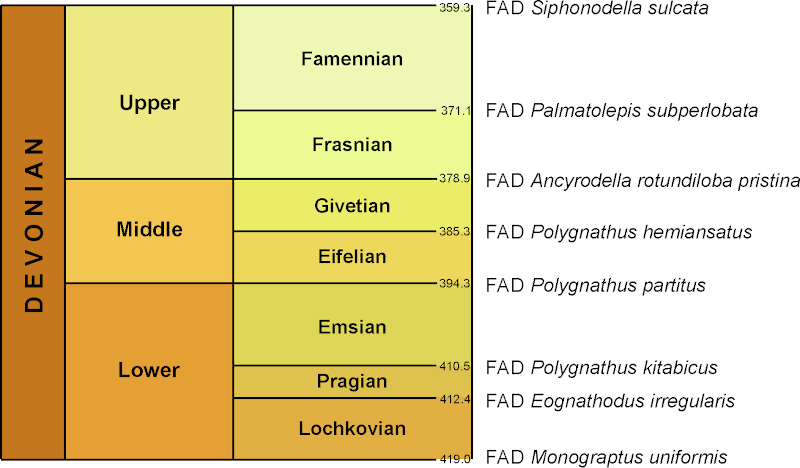 DEVONIAN
Upper
Middle
Lower
Famennian
Frasnian
Givetian
Eifelian
Emsian
Pragian
Lochkovian
359.3
371.1
378.9
385.3
394.3
410.5
412.4
419.0
FAD Siphonodella sulcata
FAD Palmatolepis subperlobata
FAD Ancyrodella rotundiloba pristina
FAD Polygnathus hemiansatus
FAD Polygnathus partitus
FAD Polygnathus kitabicus
FAD Eognathodus irregularis
FAD Monograptus uniformis